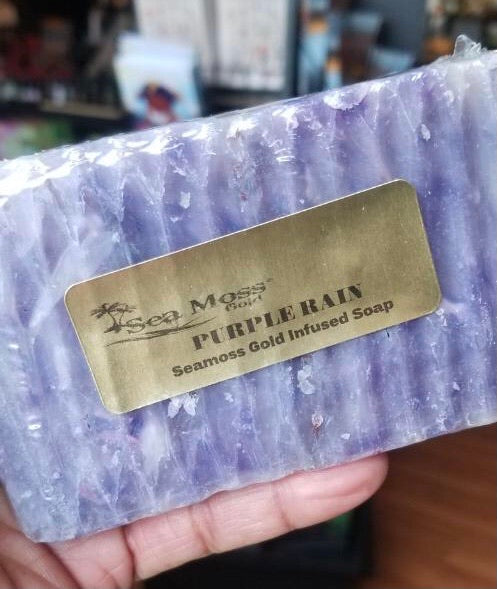 Sea Moss
Gold
PURPLE RAIN
Seamoss Gold Infused Soap